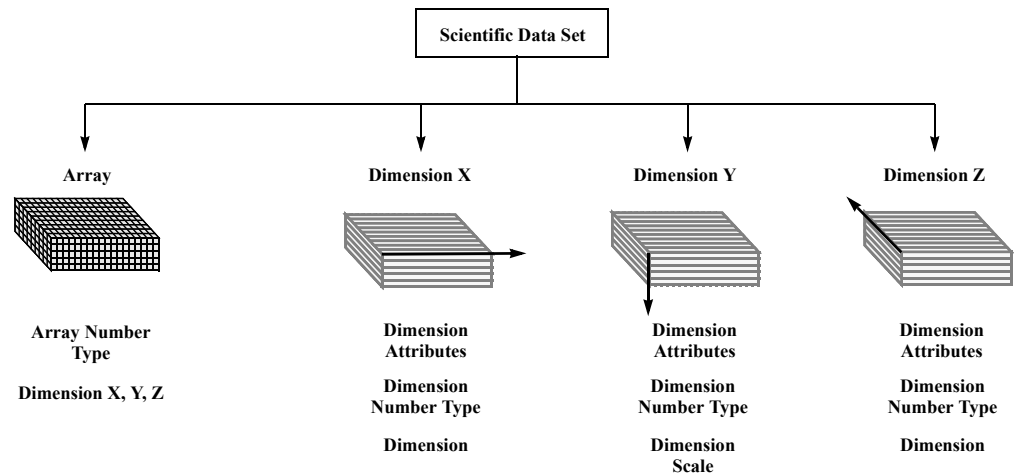 Scientific Data Set
Array
Dimension X
Dimension Y
Dimension Z
Array Number
Type
Dimension X, Y, Z
Dimension
Attributes
Dimension
Number Type
Dimension
Dimension
Attributes
Dimension
Number Type
Dimension
Scale
Dimension
Attributes
Dimension
Number Type
Dimension